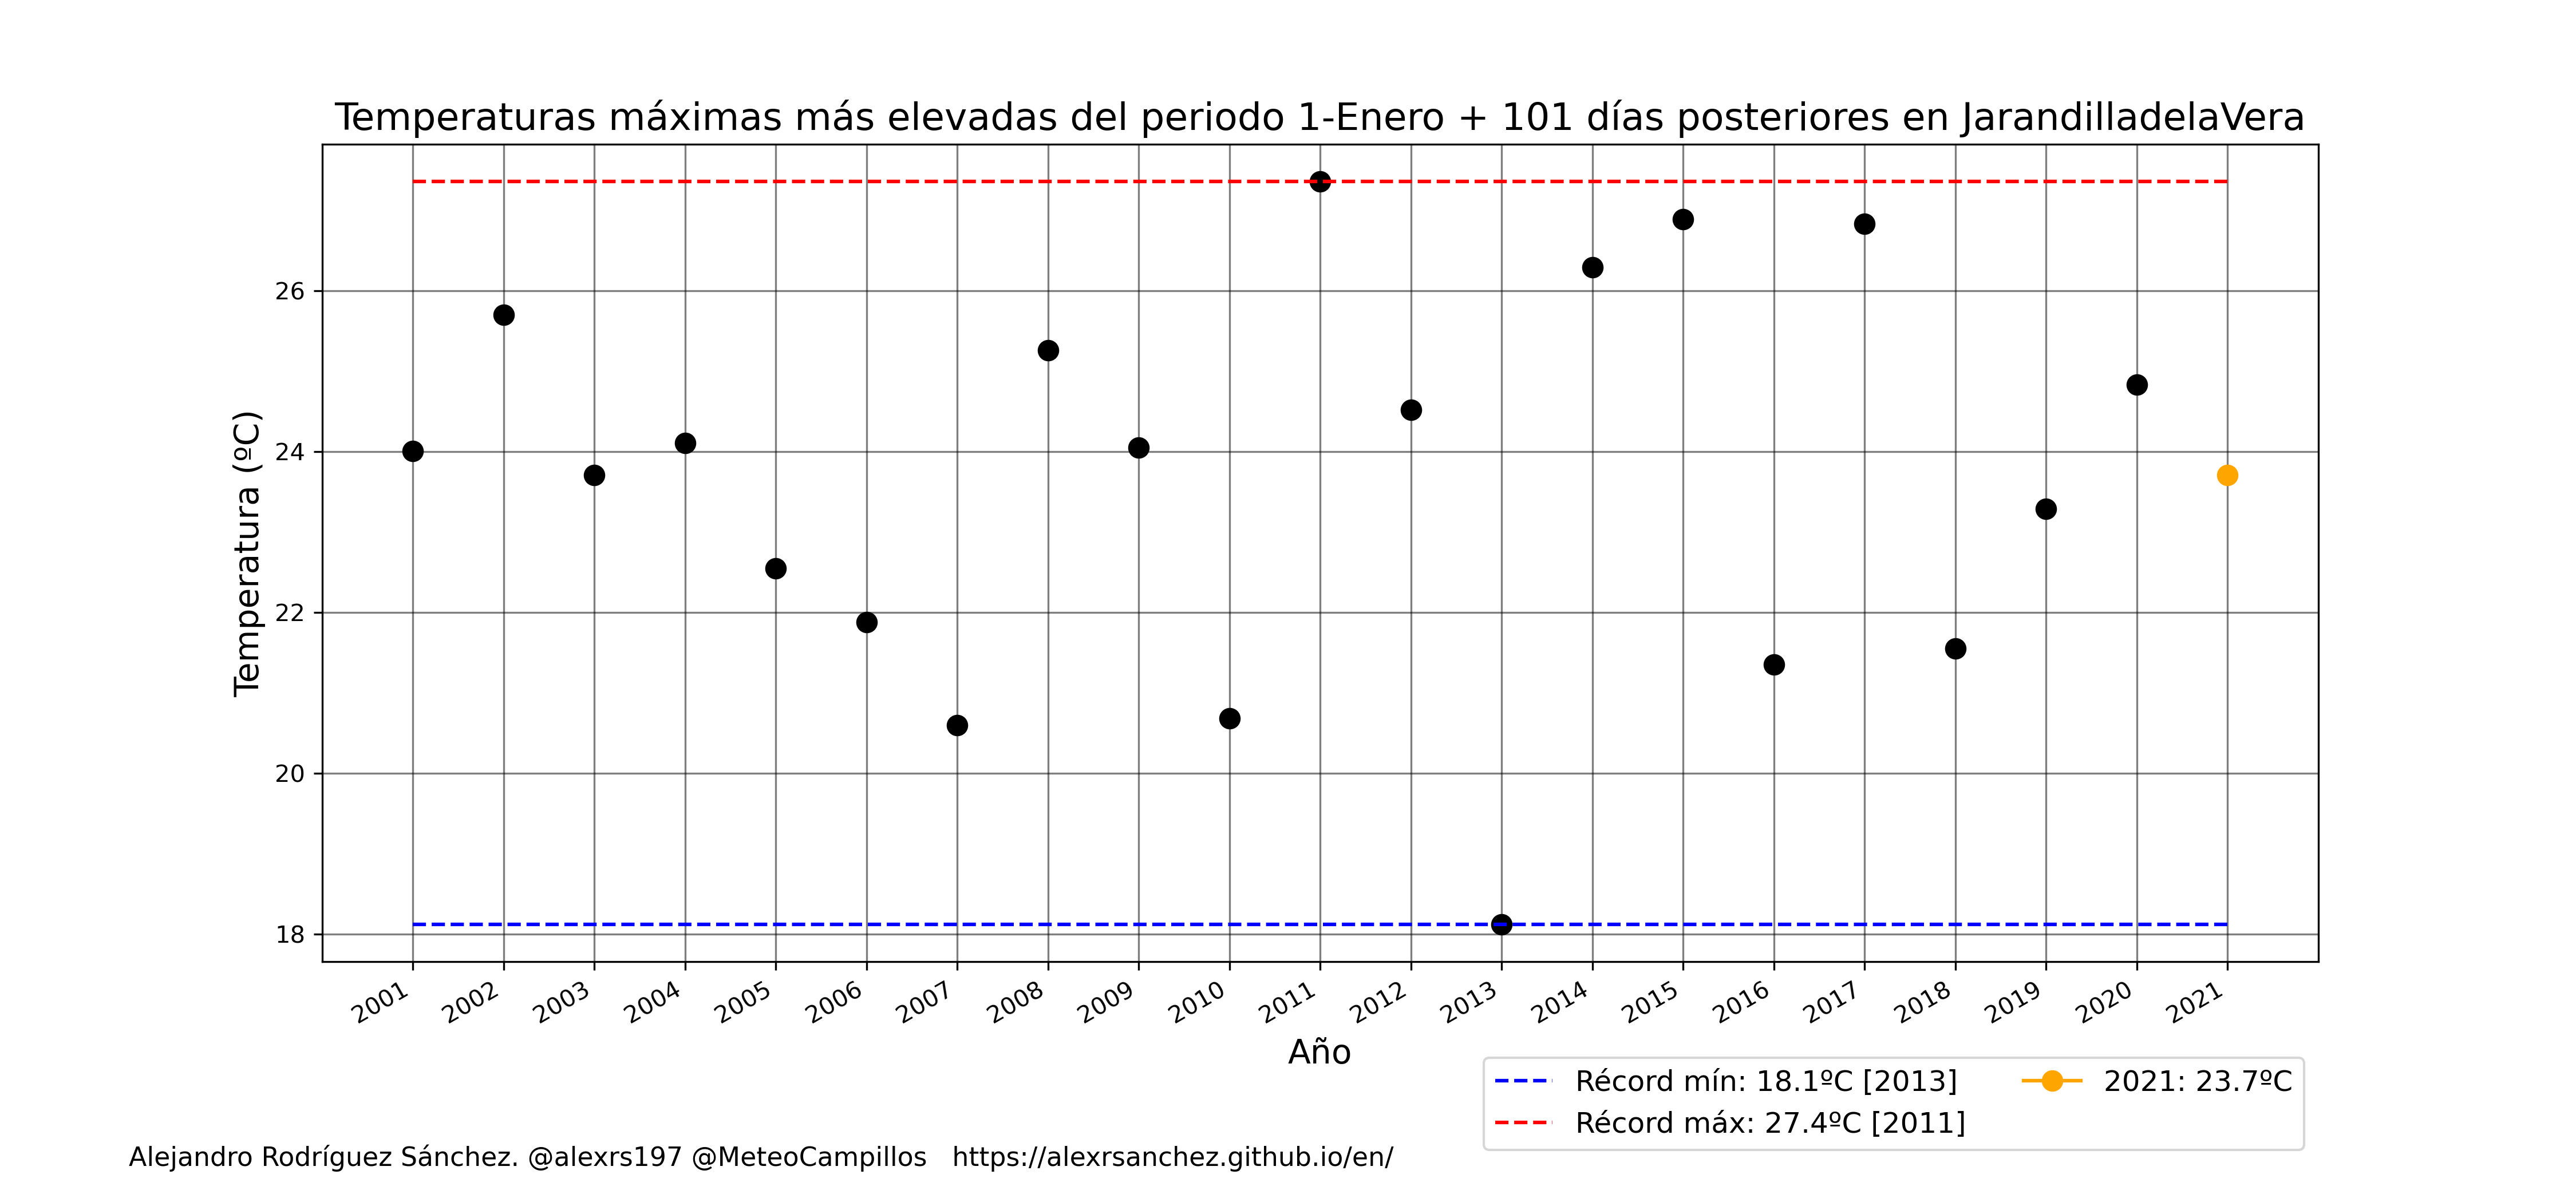 Temperaturas máximas más elevadas del periodo 1-Enero + 101 días posteriores en JarandilladelaVera
Temperatura (ºC)
26
24
22
20
18
2001 2002 2003 2004 2005 2006 2007 2008 2009 2010 2011 2012 2013 2014 2015 2016 2017 2018 2019 2020 2021
Año
Récord mín: 18.1ºC [2013]
Récord máx: 27.4ºC [2011]
2021: 23.7ºC
Alejandro Rodríguez Sánchez. @alexrs197 @MeteoCampillos https://alexrsanchez.github.io/en/